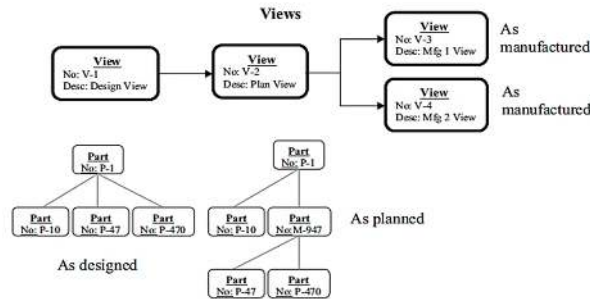 Views
View
No: V-1
Desc: Design View
View
No: V-2
Desc: Plan View
View
No: V-3
Desc: Mfg 1 View
As
manufactured
View
No: V-4
Desc: Mfg 2 View
As
manufactured
Part
No: P-1
Part
No: P-10
Part
No: P-47
Part
No: P-470
As designed
Part
No: P-1
Part
No: P-10
Part
No: M-947
As planned
Part
No: P-47
Part
No: P-470